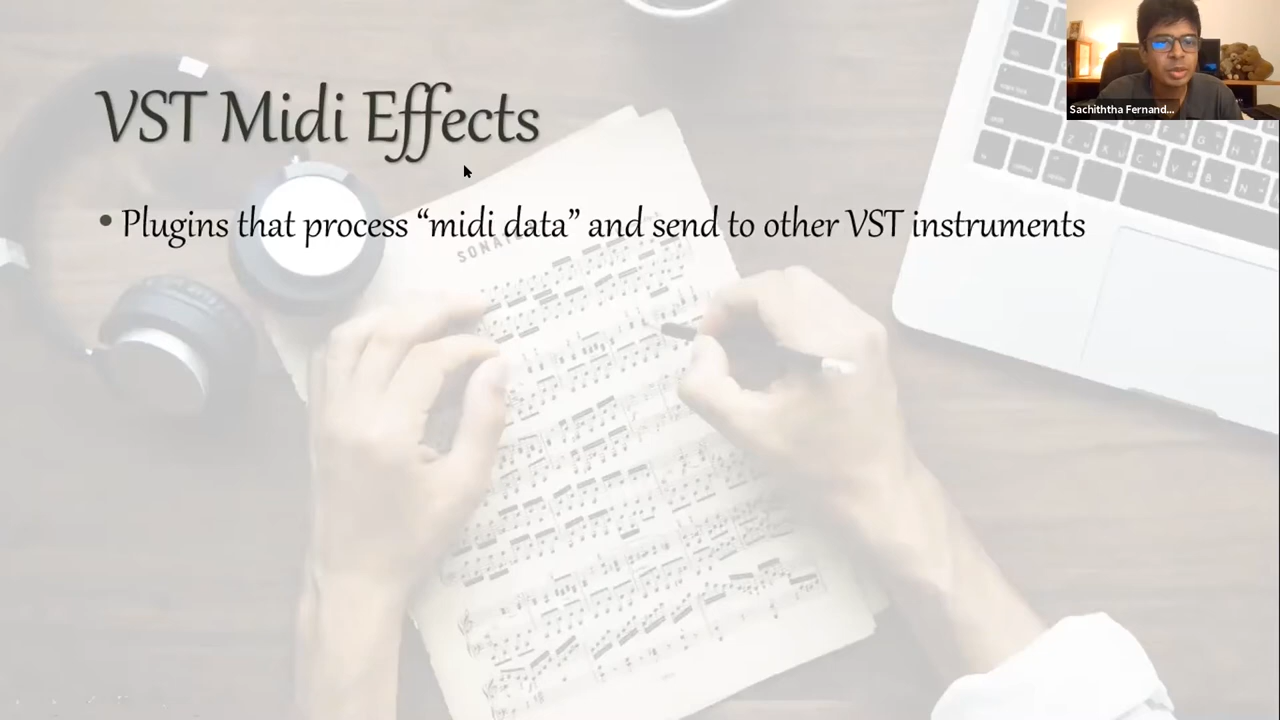 VST Midi Effects
Sachiththa Fernand...
• Plugins that process “midi data” and send to other VST instruments